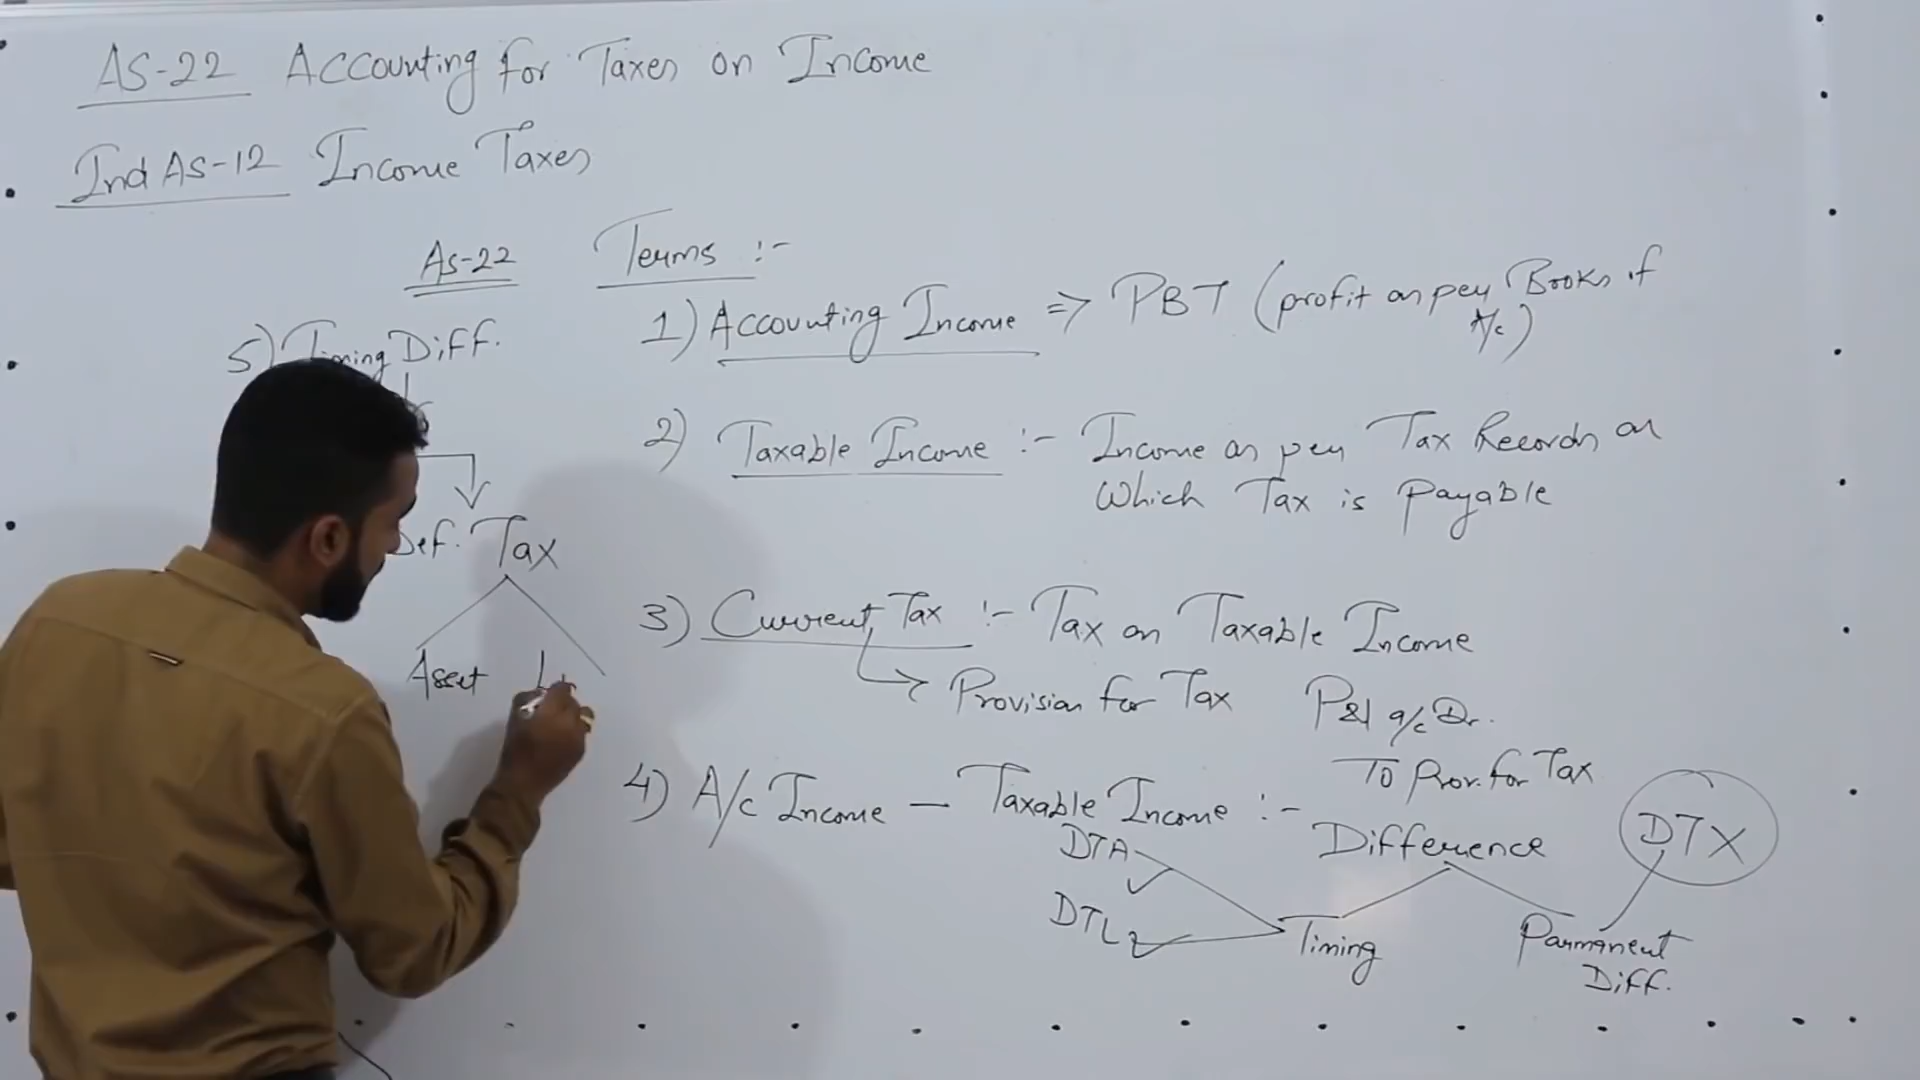 AS-22 Accounting for Taxes on Income
Ind AS-12 Income Taxes
AS-22
Terms :-
1) Accounting Income => PBT (profit as per Books of
A/c)
2) Taxable Income :- Income as per Tax Records on
Which Tax is Payable
3) Current Tax :- Tax on Taxable Income
Provision for Tax
P&l a/c Dr.
To Prov. for Tax
4) A/c Income - Taxable Income :- Difference
DTA
DTL
Timing
Parmanent
Diff.
DTX
5) Timing Diff.
Def. Tax
Asset